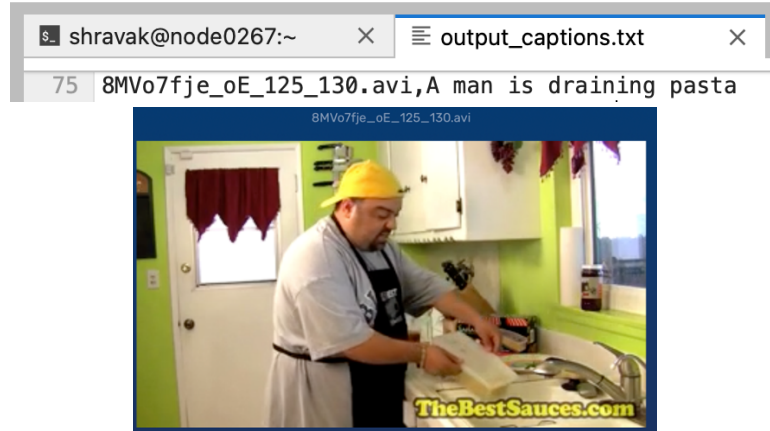 shravak@node0267:~
output_captions.txt
75 8MVo7fje_oE_125_130.avi,A man is draining pasta
8MVo7fje_oE_125_130.avi
TheBestSauces.com